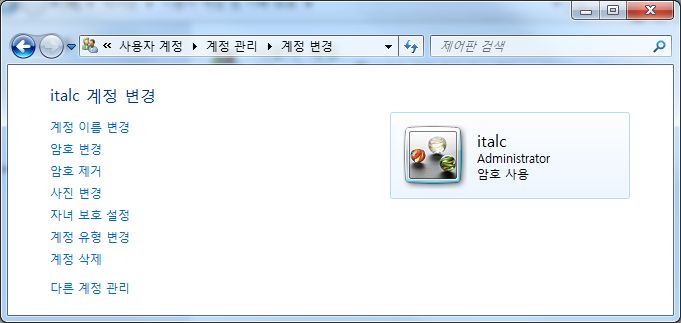 « 사용자 계정 ▸ 계정 관리 ▸ 계정 변경
제어판 검색
italc 계정 변경
계정 이름 변경
암호 변경
암호 제거
사진 변경
자녀 보호 설정
계정 유형 변경
계정 삭제
다른 계정 관리
italc
Administrator
암호 사용